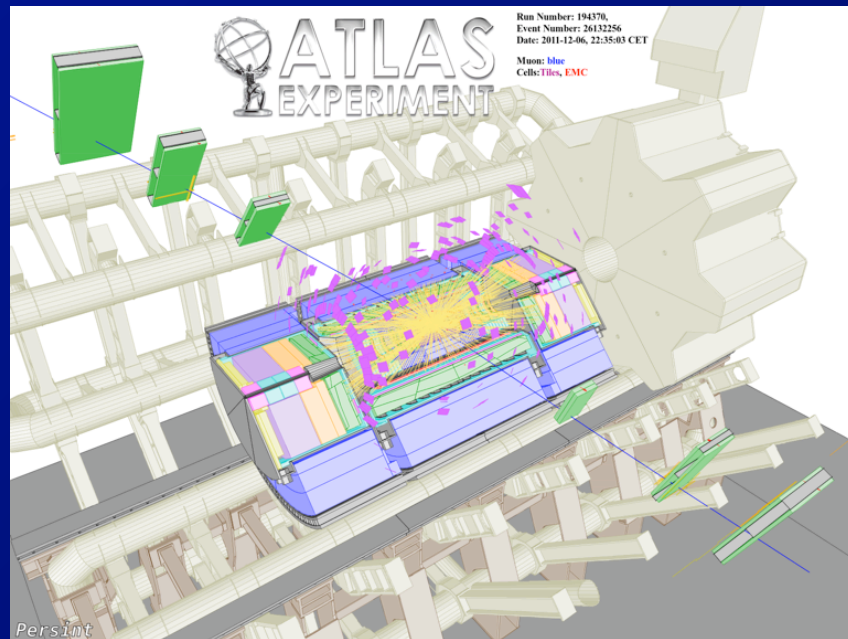 ATLAS
EXPERIMENT
Run Number: 194370,
Event Number: 26132256
Date: 2011-12-06, 22:35:03 CET
Muon: blue
Cells:Tiles, EMC
Persint